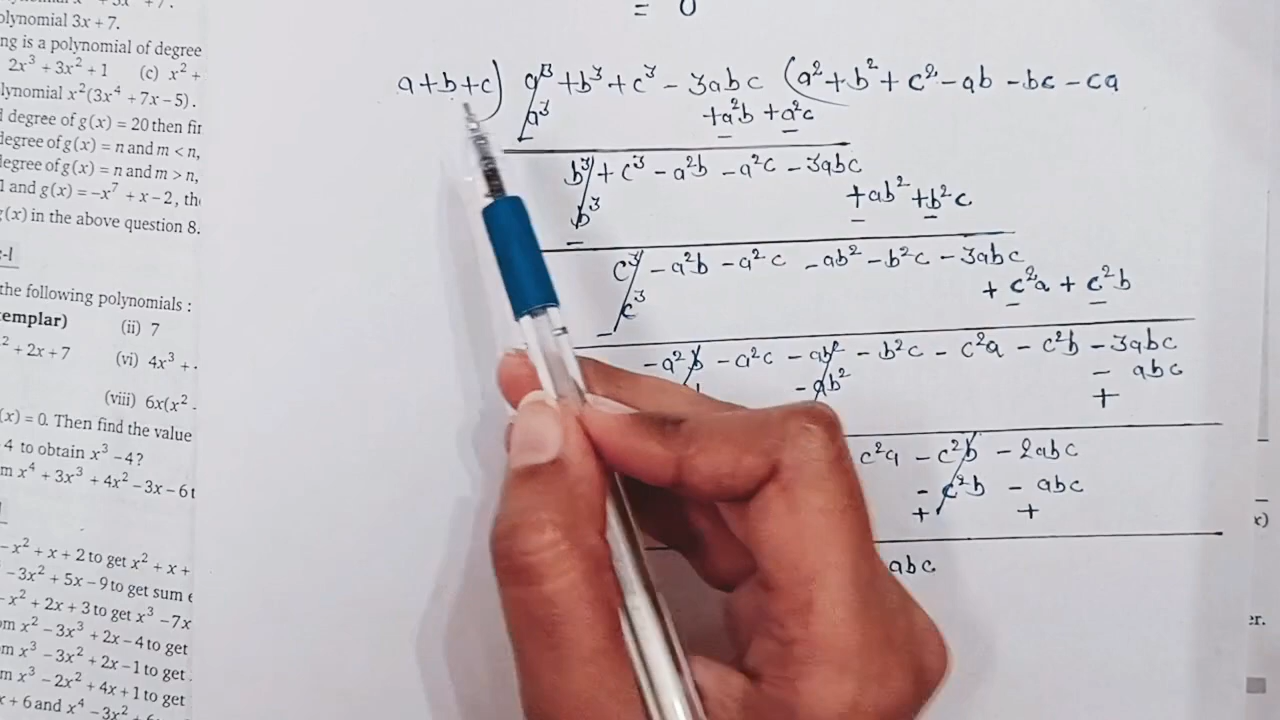 = 0
olynomial 3x + 7.
ng is a polynomial of degree
2x³ + 3x² + 1 (c) x² +
lynomial x²(3x⁴ + 7x – 5).
d degree of g(x) = 20 then fin
degree of g(x) = n and m < n,
egree of g(x) = n and m > n,
l and g(x) = –x⁷ + x – 2, the
g(x) in the above question 8.
-I
the following polynomials :
emplar) (ii) 7
² + 2x + 7 (vi) 4x³ + .
(viii) 6x(x² -
(x) = 0. Then find the value
4 to obtain x³ – 4?
m x⁴ + 3x³ + 4x² – 3x – 6 t
– x² + x + 2 to get x² + x +
– 3x² + 5x – 9 to get sum
– x² + 2x + 3 to get x³ – 7x
om x² – 3x³ + 2x – 4 to get
m x³ – 3x² + 2x – 1 to get
m x³ – 2x² + 4x + 1 to get
x + 6 and x⁴ – 3x²
a+b+c) a³ + b³ + c³ - 3abc (a² + b² + c² - ab - bc - ca
a³ + a²b + a²c
- - -
b³ + c³ - a²b - a²c - 3abc
b³ + ab² + b²c
- - -
c³ - a²b - a²c - ab² - b²c - 3abc
c³ + c²a + c²b
- - -
- a²b - a²c - ab² - b²c - c²a - c²b - 3abc
- ab² - abc
+
c²a - c²b - 2abc
- c²b - abc
+ +
abc
x)
er.